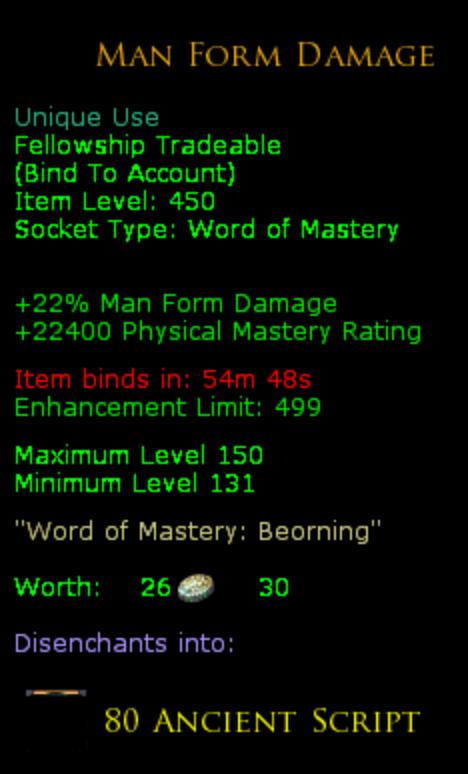 Man Form Damage
Unique Use
Fellowship Tradeable
(Bind To Account)
Item Level: 450
Socket Type: Word of Mastery
+22% Man Form Damage
+22400 Physical Mastery Rating
Item binds in: 54m 48s
Enhancement Limit: 499
Maximum Level 150
Minimum Level 131
"Word of Mastery: Beorning"
Worth: 26 30
Disenchants into:
80 Ancient Script